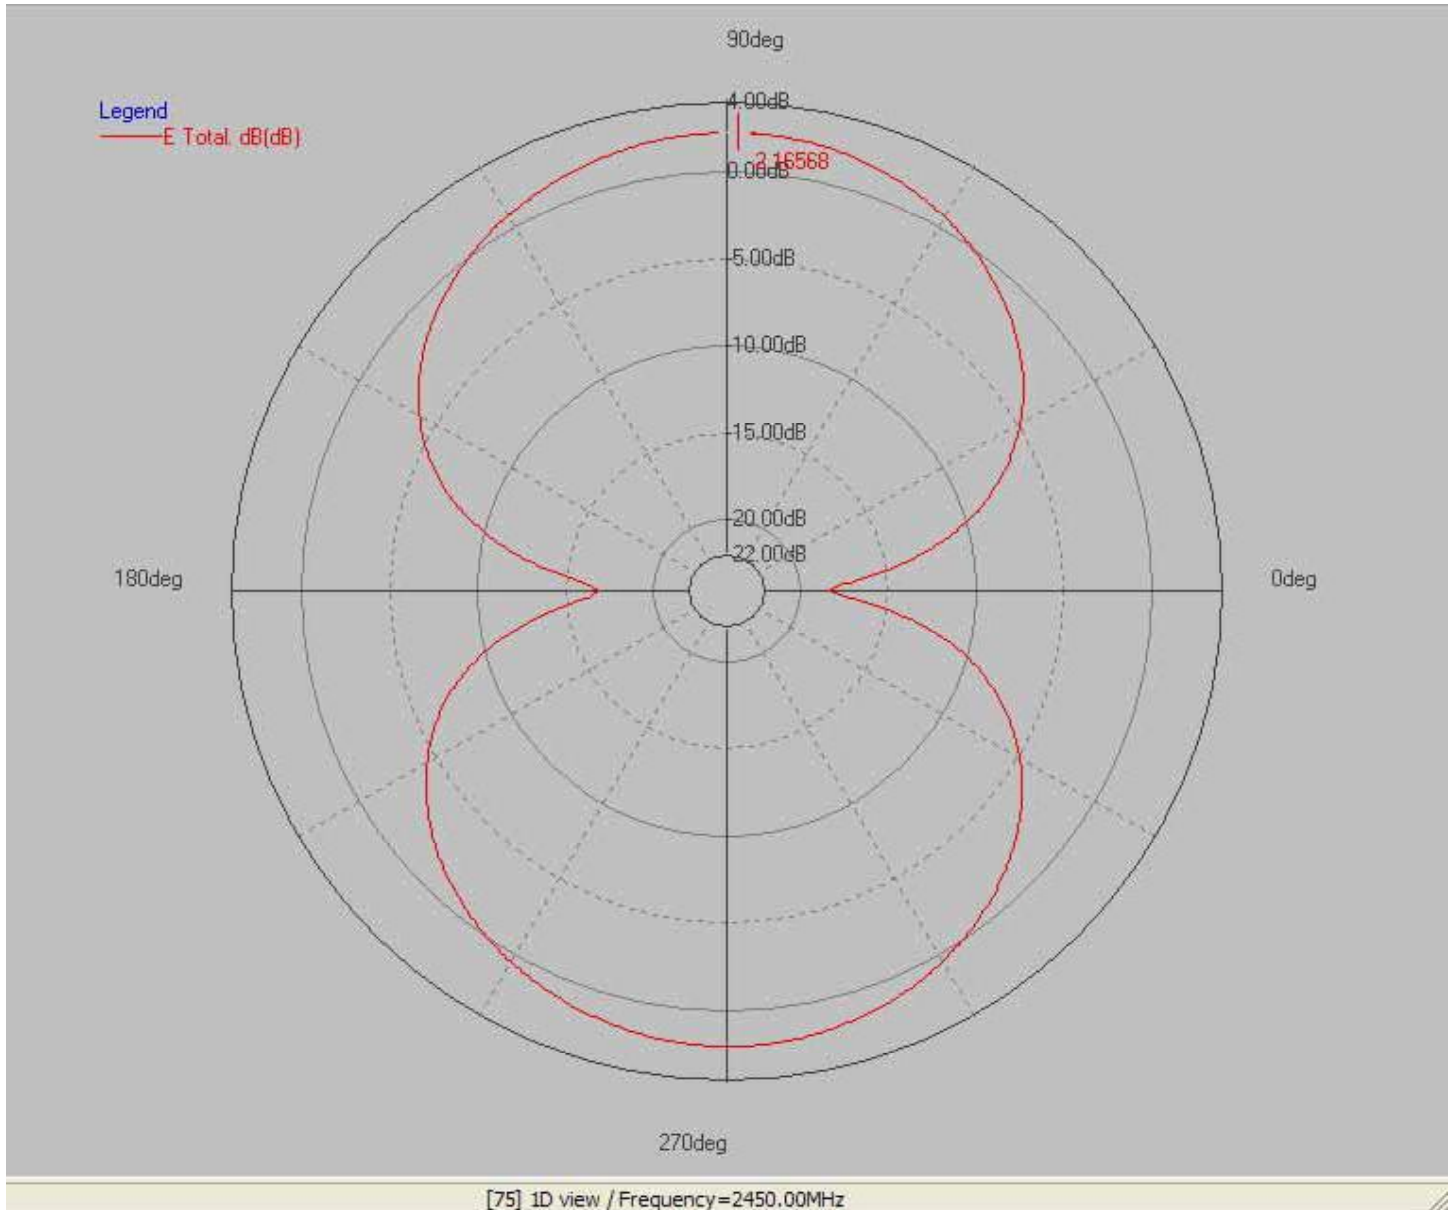 90deg
Legend
E Total. dB(dB)
4.00dB
2.16568
0.00dB
-5.00dB
-10.00dB
-15.00dB
-20.00dB
-22.00dB
180deg
0deg
270deg
[75] 1D view / Frequency=2450.00MHz